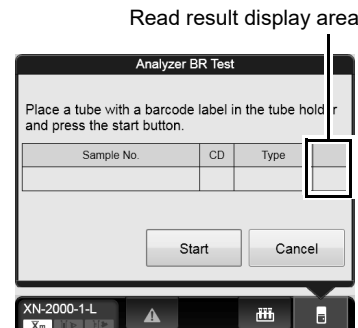 Read result display area
Analyzer BR Test
Place a tube with a barcode label in the tube holder
and press the start button.
Sample No. CD Type
Start Cancel
XN-2000-1-L
Xm